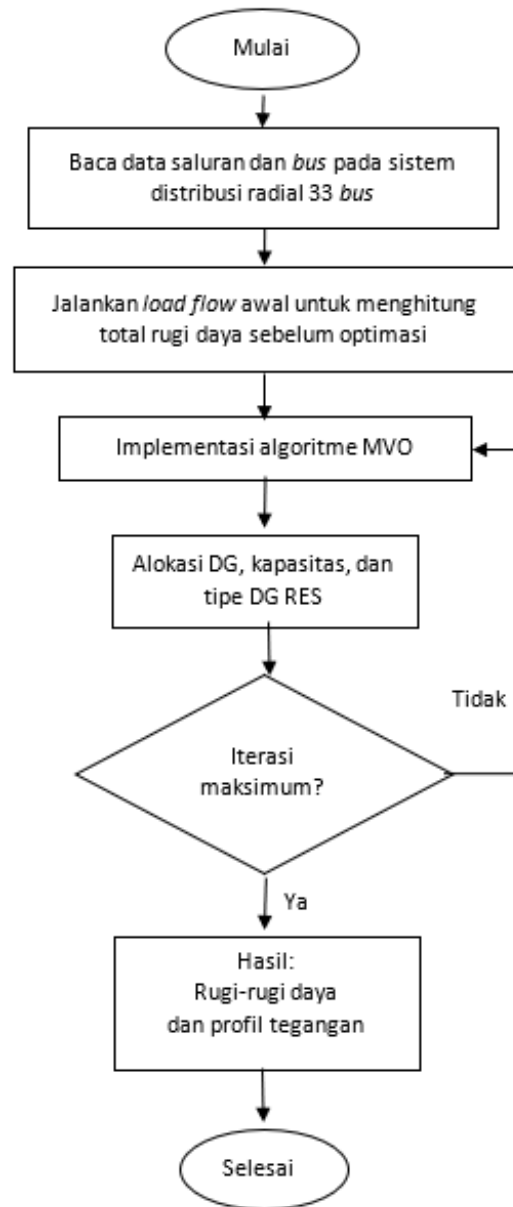 Mulai
Baca data saluran dan bus pada sistem
distribusi radial 33 bus
Jalankan load flow awal untuk menghitung
total rugi daya sebelum optimasi
Implementasi algoritme MVO
Alokasi DG, kapasitas, dan
tipe DG RES
Tidak
Iterasi
maksimum?
Ya
Hasil:
Rugi-rugi daya
dan profil tegangan
Selesai